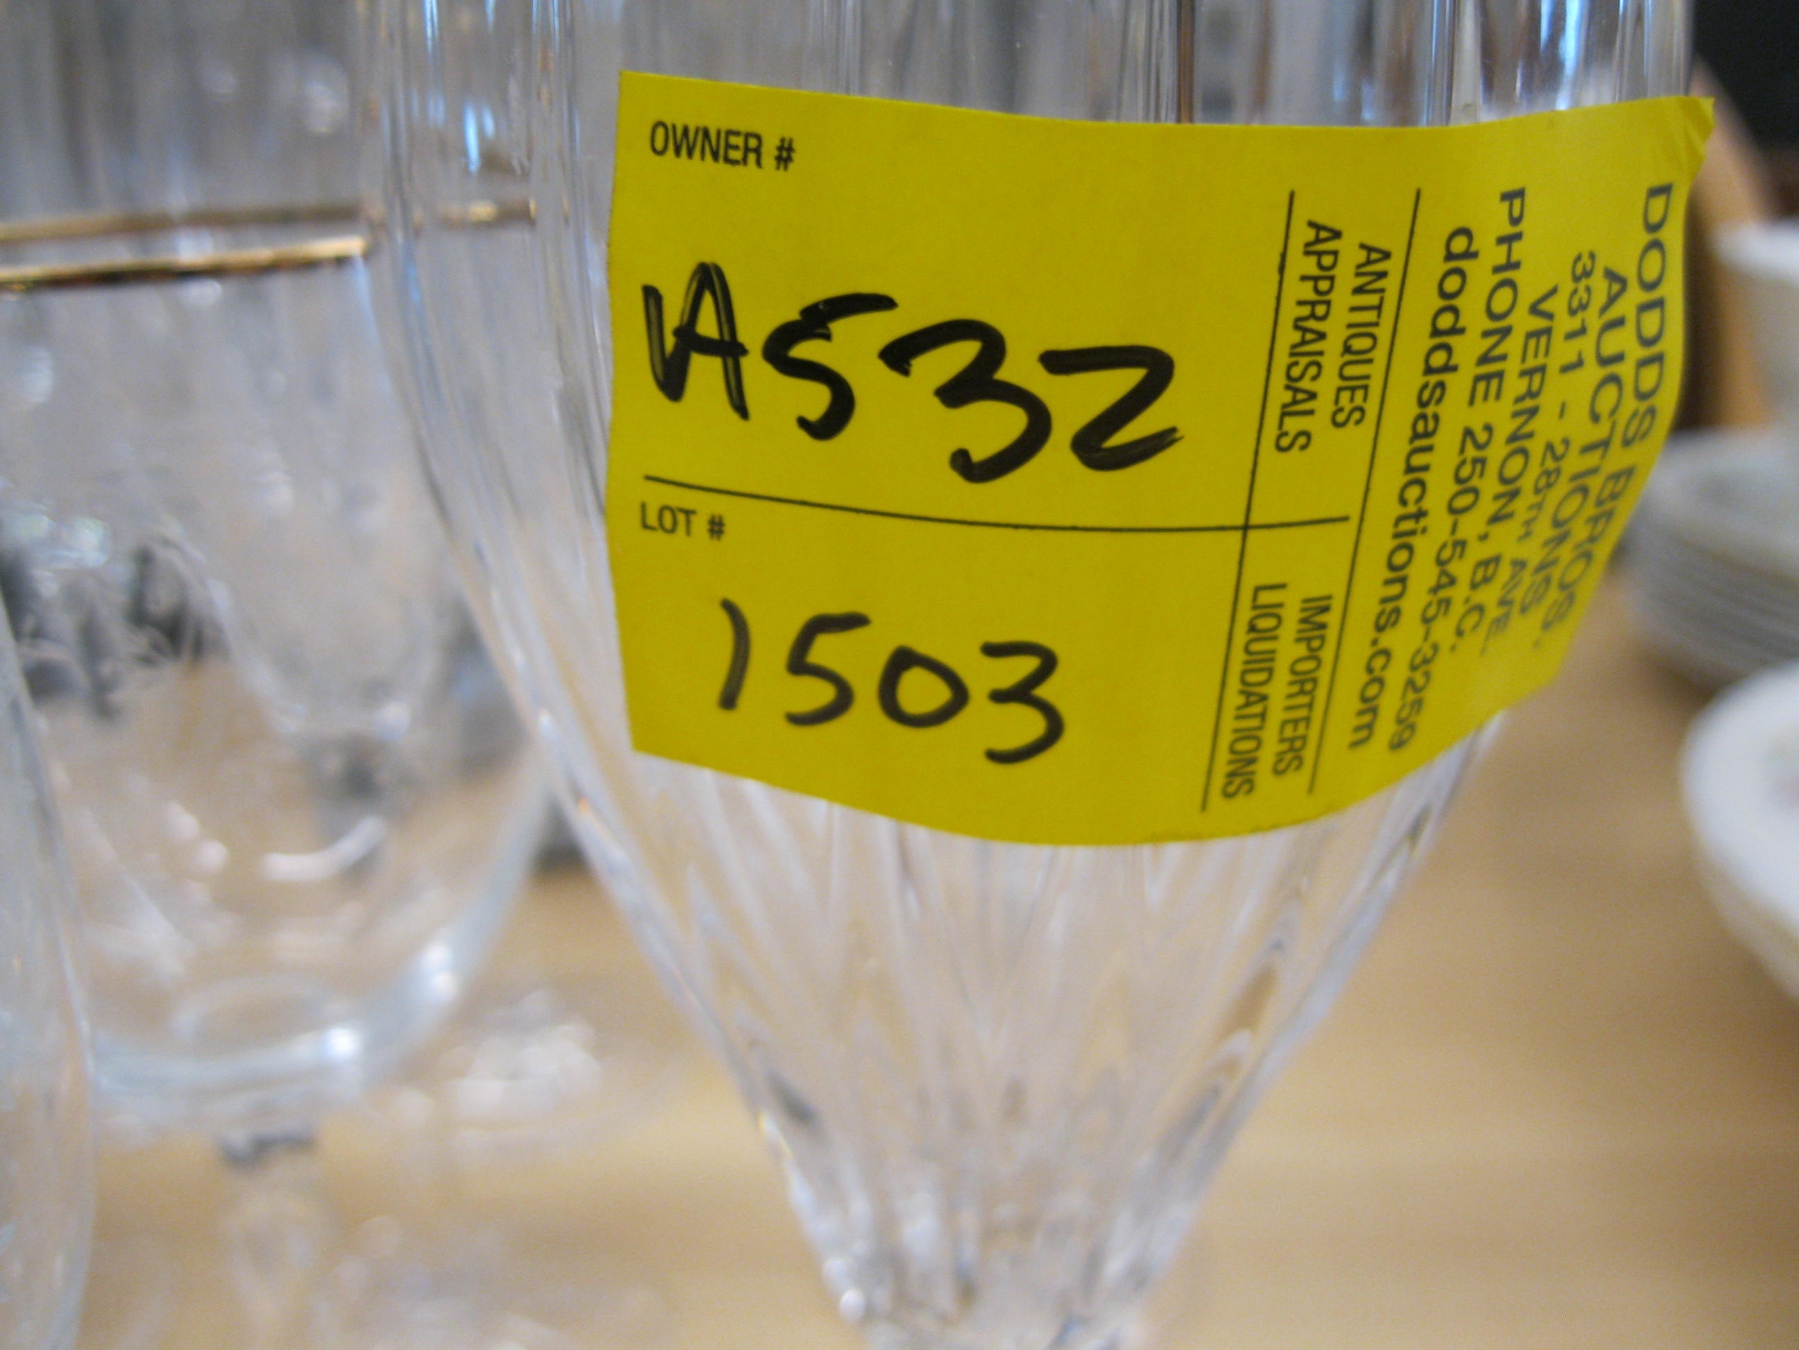 OWNER #
A532
LOT #
1503
DODDS BROS.
AUCTIONS
3311 - 28TH AVE.
VERNON, B.C.
PHONE 250-545-3259
doddsauctions.com
ANTIQUES
APPRAISALS
IMPORTERS
LIQUIDATIONS